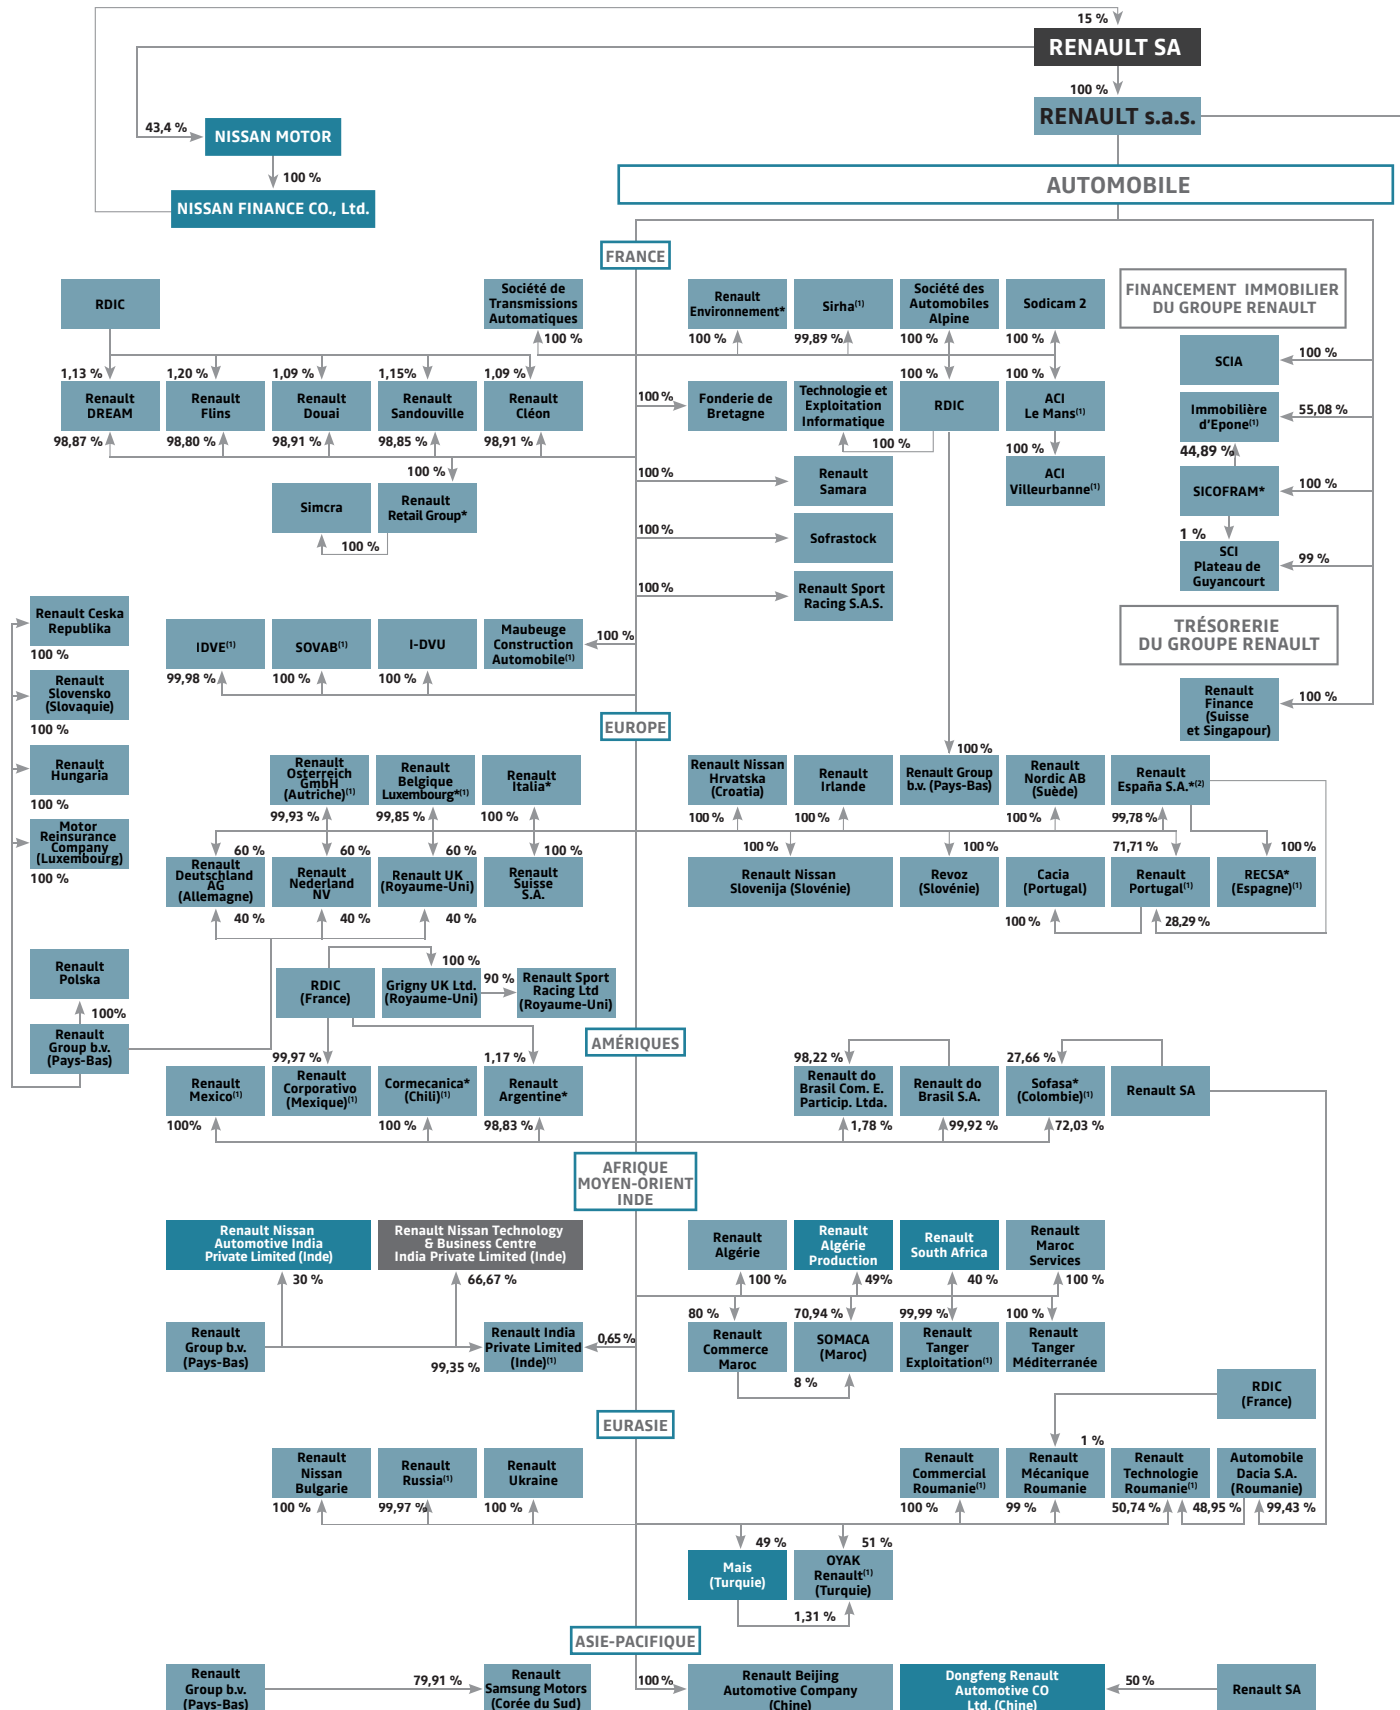 15 %
RENAULT SA
100 %
RENAULT s.a.s.
43,4 %
NISSAN MOTOR
100 %
NISSAN FINANCE CO., Ltd.
AUTOMOBILE
FRANCE
RDIC
Société de
Transmissions
Automatiques
100 %
Renault
Environnement*
100 %
Sirha(1)
99,89 %
Société des
Automobiles
Alpine
100 %
Sodicam 2
100 %
FINANCEMENT IMMOBILIER
DU GROUPE RENAULT
1,13 %
Renault
DREAM
98,87 %
1,20 %
Renault
Flins
98,80 %
1,09 %
Renault
Douai
98,91 %
1,15%
Renault
Sandouville
98,85 %
1,09 %
Renault
Cléon
98,91 %
100 %
Fonderie de
Bretagne
Technologie et
Exploitation
Informatique
100 %
100 %
RDIC
100 %
ACI
Le Mans(1)
100 %
ACI
Villeurbanne(1)
SCIA
100 %
Immobilière
d'Epone(1)
55,08 %
44,89 %
SICOFRAM*
100 %
1 %
SCI
Plateau de
Guyancourt
99 %
100 %
Simcra
Renault
Retail Group*
100 %
100 %
Renault
Samara
100 %
Sofrastock
100 %
Renault Sport
Racing S.A.S.
TRÉSORERIE
DU GROUPE RENAULT
Renault
Finance
(Suisse
et Singapour)
100 %
Renault Ceska
Republika
100 %
Renault
Slovensko
(Slovaquie)
100 %
Renault
Hungaria
100 %
Motor
Reinsurance
Company
(Luxembourg)
100 %
IDVE(1)
99,98 %
SOVAB(1)
100 %
I-DVU
100 %
Maubeuge
Construction
Automobile(1)
100 %
EUROPE
Renault
Osterreich
GmbH
(Autriche)(1)
99,93 %
Renault
Belgique
Luxembourg*(1)
99,85 %
Renault
Italia*
100 %
Renault Nissan
Hrvatska
(Croatia)
100 %
Renault
Irlande
100 %
100 %
Renault Group
b.v. (Pays-Bas)
Renault
Nordic AB
(Suède)
100 %
Renault
España S.A.*(2)
99,78 %
60 %
Renault
Deutschland
AG
(Allemagne)
40 %
60 %
Renault
Nederland
NV
40 %
60 %
Renault UK
(Royaume-Uni)
40 %
100 %
Renault
Suisse
S.A.
100 %
Renault Nissan
Slovenija (Slovénie)
100 %
Revoz
(Slovénie)
Cacia
(Portugal)
100 %
71,71 %
Renault
Portugal(1)
28,29 %
100 %
RECSA*
(Espagne)(1)
Renault
Polska
100%
Renault
Group b.v.
(Pays-Bas)
RDIC
(France)
100 %
Grigny UK Ltd.
(Royaume-Uni)
90 %
Renault Sport
Racing Ltd
(Royaume-Uni)
AMÉRIQUES
Renault
Mexico(1)
100%
99,97 %
Renault
Corporativo
(Mexique)(1)
Cormecanica*
(Chili)(1)
100 %
1,17 %
Renault
Argentine*
98,83 %
98,22 %
Renault do
Brasil Com. E.
Particip. Ltda.
1,78 %
Renault do
Brasil S.A.
99,92 %
27,66 %
Sofasa*
(Colombie)(1)
72,03 %
Renault SA
AFRIQUE
MOYEN-ORIENT
INDE
Renault Nissan
Automotive India
Private Limited (Inde)
30 %
Renault Nissan Technology
& Business Centre
India Private Limited (Inde)
66,67 %
Renault
Algérie
100 %
Renault
Algérie
Production
49%
Renault
South Africa
40 %
Renault
Maroc
Services
100 %
Renault
Group b.v.
(Pays-Bas)
99,35 %
Renault India
Private Limited
(Inde)(1)
0,65 %
80 %
Renault
Commerce
Maroc
8 %
70,94 %
SOMACA
(Maroc)
99,99 %
Renault
Tanger
Exploitation(1)
100 %
Renault
Tanger
Méditerranée
RDIC
(France)
EURASIE
1 %
Renault
Nissan
Bulgarie
100 %
Renault
Russia(1)
99,97 %
Renault
Ukraine
100 %
Renault
Commercial
Roumanie(1)
100 %
Renault
Mécanique
Roumanie
99 %
Renault
Technologie
Roumanie(1)
50,74 %
48,95 %
Automobile
Dacia S.A.
(Roumanie)
99,43 %
49 %
Mais
(Turquie)
51 %
OYAK
Renault(1)
(Turquie)
1,31 %
ASIE-PACIFIQUE
Renault
Group b.v.
(Pays-Bas)
79,91 %
Renault
Samsung Motors
(Corée du Sud)
100 %
Renault Beijing
Automotive Company
(Chine)
Dongfeng Renault
Automotive CO
Ltd. (Chine)
50 %
Renault SA